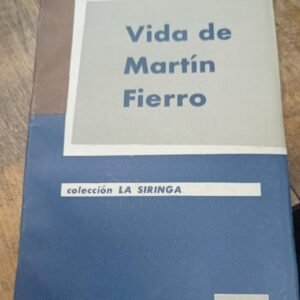 Vida de
Martín
Fierro
colección LA SIRINGA